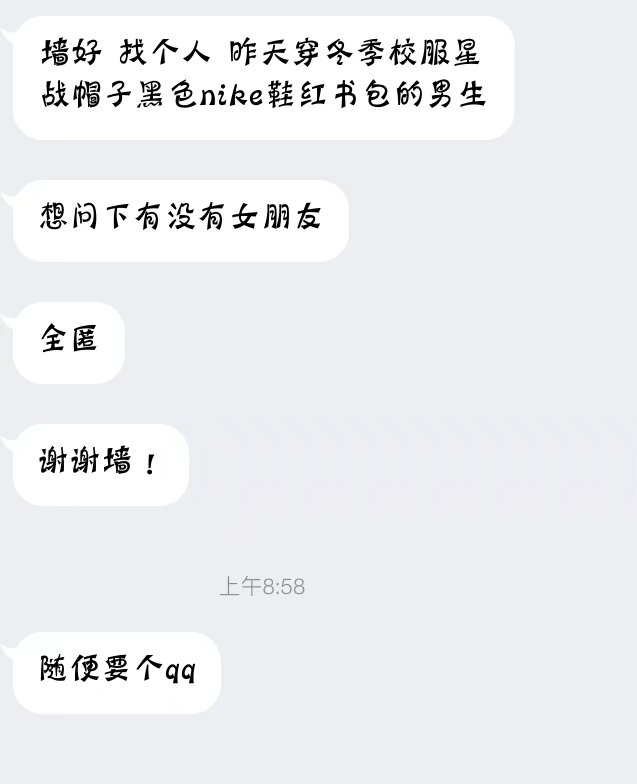 墙好 找个人 昨天穿冬季校服星
战帽子黑色nike鞋红书包的男生
想问下有没有女朋友
全匿
谢谢墙！
上午8:58
随便要个qq